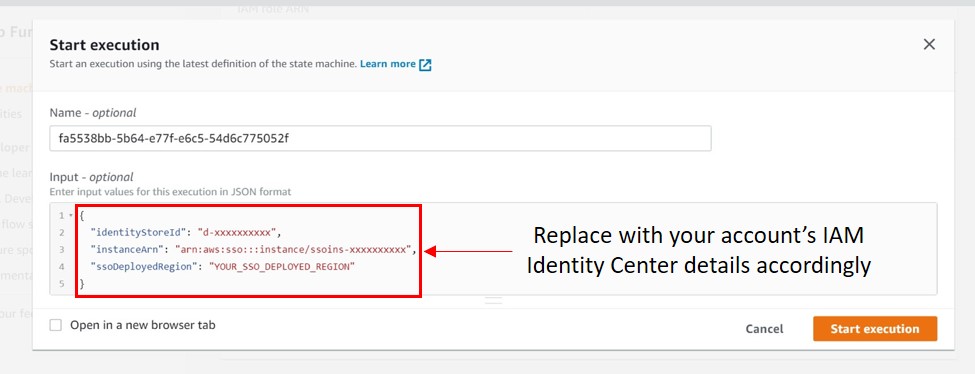 IAM role ARN
Start execution
Start an execution using the latest definition of the state machine. Learn more
Name - optional
fa5538bb-5b64-e77f-e6c5-54d6c775052f
Input - optional
Enter input values for this execution in JSON format
1 {
2 "identityStoreId": "d-xxxxxxxxxx",
3 "instanceArn": "arn:aws:sso:::instance/ssoins-xxxxxxxxxx",
4 "ssoDeployedRegion": "YOUR_SSO_DEPLOYED_REGION"
5 }
Replace with your account's IAM
Identity Center details accordingly
Open in a new browser tab
Cancel
Start execution